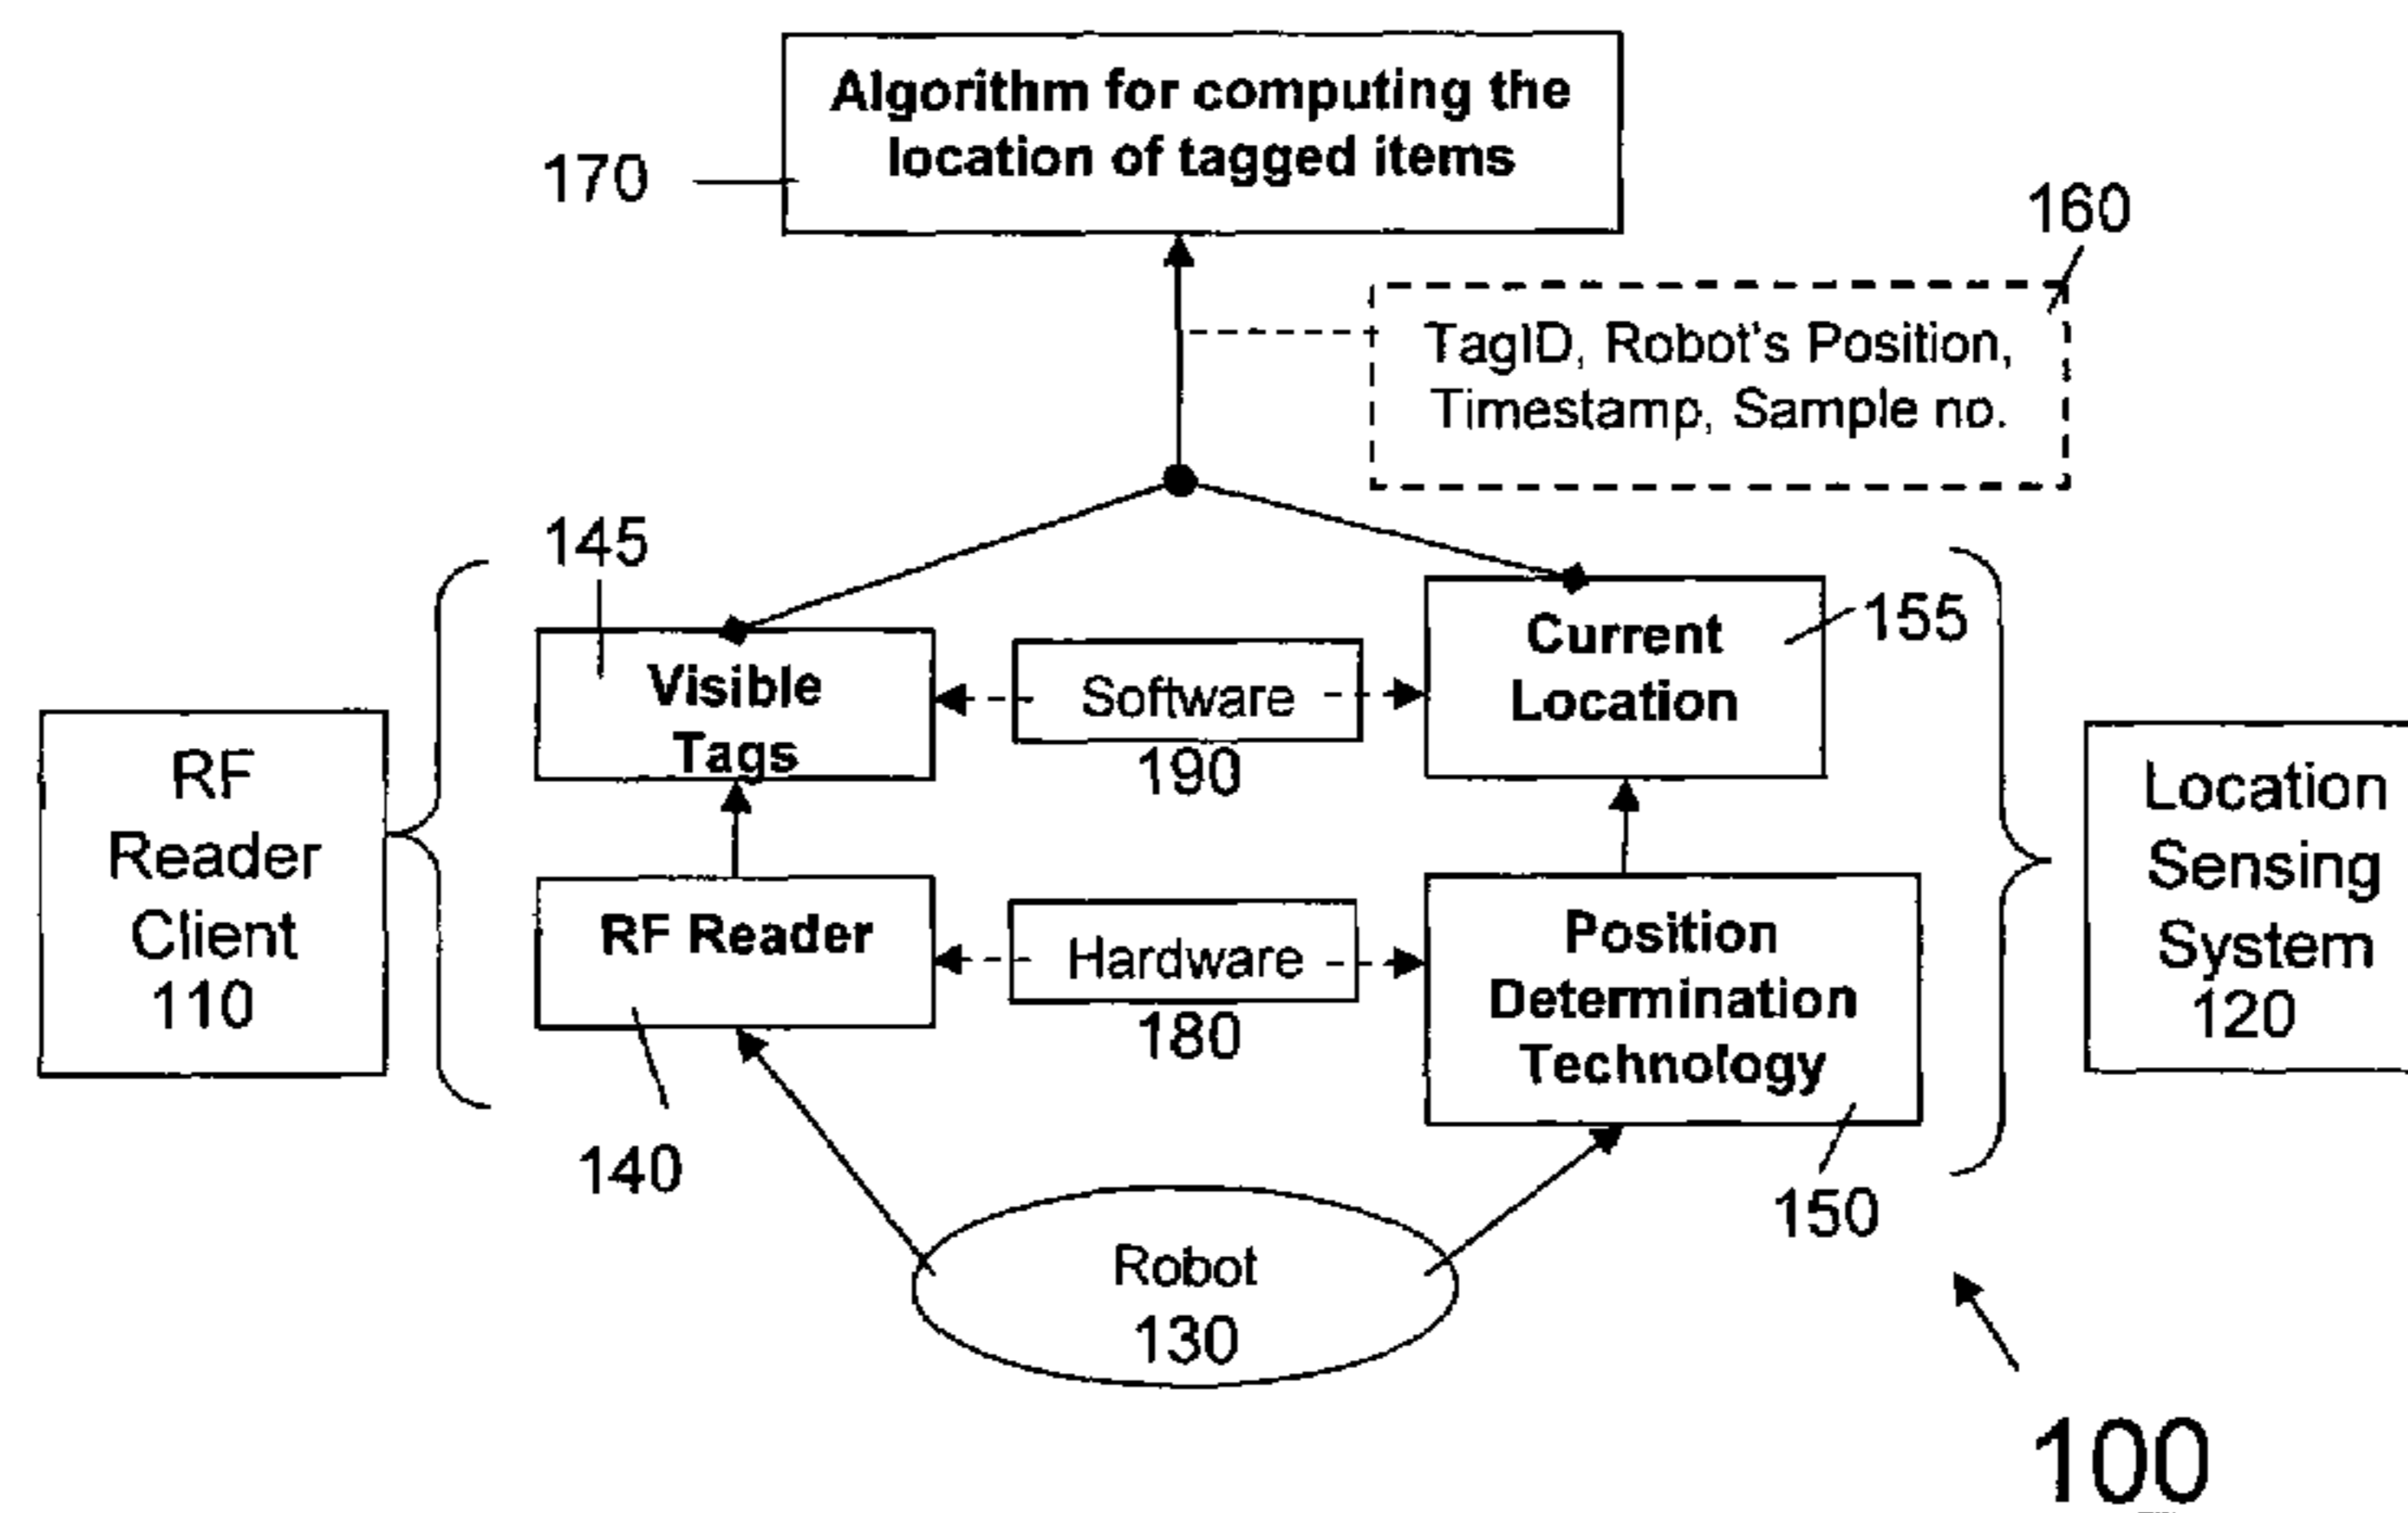 Algorithm for computing the
location of tagged items
170
160
TagID, Robot's Position,
Timestamp, Sample no.
145
155
Visible
Tags
Software
190
Current
Location
RF
Reader
Client
110
Location
Sensing
System
120
RF Reader
Hardware
180
Position
Determination
Technology
140
150
Robot
130
100